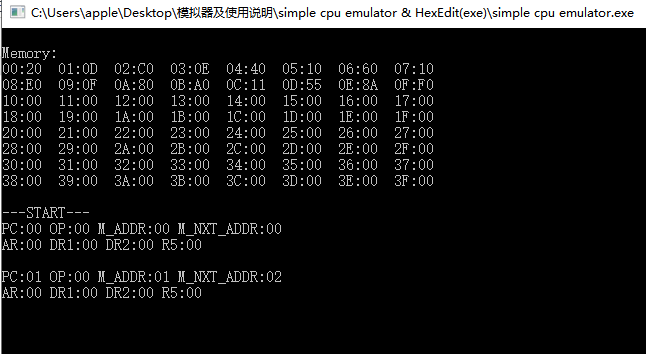 C:\Users\apple\Desktop\模拟器及使用说明\simple cpu emulator & HexEdit(exe)\simple cpu emulator.exe
Memory:
00:20 01:0D 02:C0 03:0E 04:40 05:10 06:60 07:10
08:E0 09:0F 0A:80 0B:A0 0C:11 0D:55 0E:8A 0F:F0
10:00 11:00 12:00 13:00 14:00 15:00 16:00 17:00
18:00 19:00 1A:00 1B:00 1C:00 1D:00 1E:00 1F:00
20:00 21:00 22:00 23:00 24:00 25:00 26:00 27:00
28:00 29:00 2A:00 2B:00 2C:00 2D:00 2E:00 2F:00
30:00 31:00 32:00 33:00 34:00 35:00 36:00 37:00
38:00 39:00 3A:00 3B:00 3C:00 3D:00 3E:00 3F:00
---START---
PC:00 OP:00 M_ADDR:00 M_NXT_ADDR:00
AR:00 DR1:00 DR2:00 R5:00
PC:01 OP:00 M_ADDR:01 M_NXT_ADDR:02
AR:00 DR1:00 DR2:00 R5:00